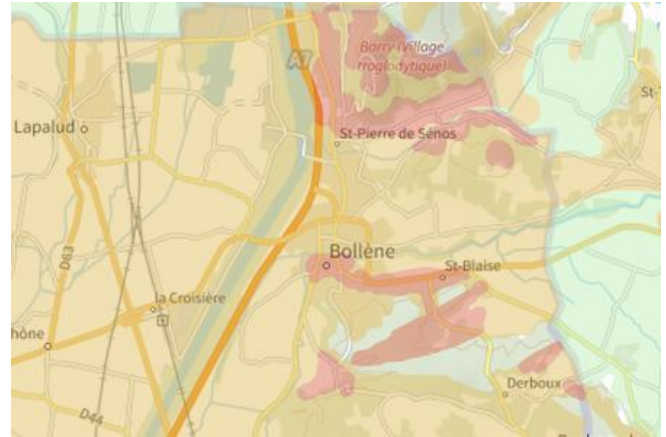 A7
Barry (Village
troglodytique)
Lapalud
St-Pierre de Sénos
D63
Bollène
St-Blaise
la Croisière
hône
Derboux
D44